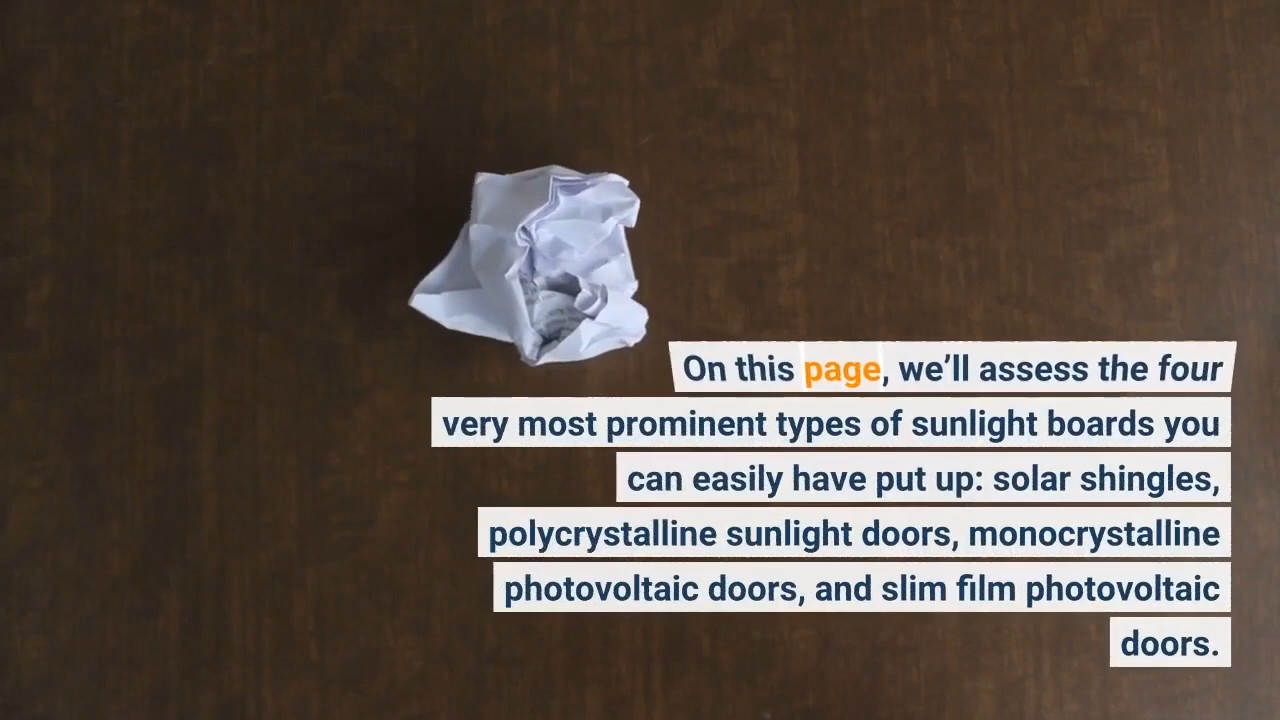 On this page, we’ll assess the four
very most prominent types of sunlight boards you
can easily have put up: solar shingles,
polycrystalline sunlight doors, monocrystalline
photovoltaic doors, and slim film photovoltaic
doors.